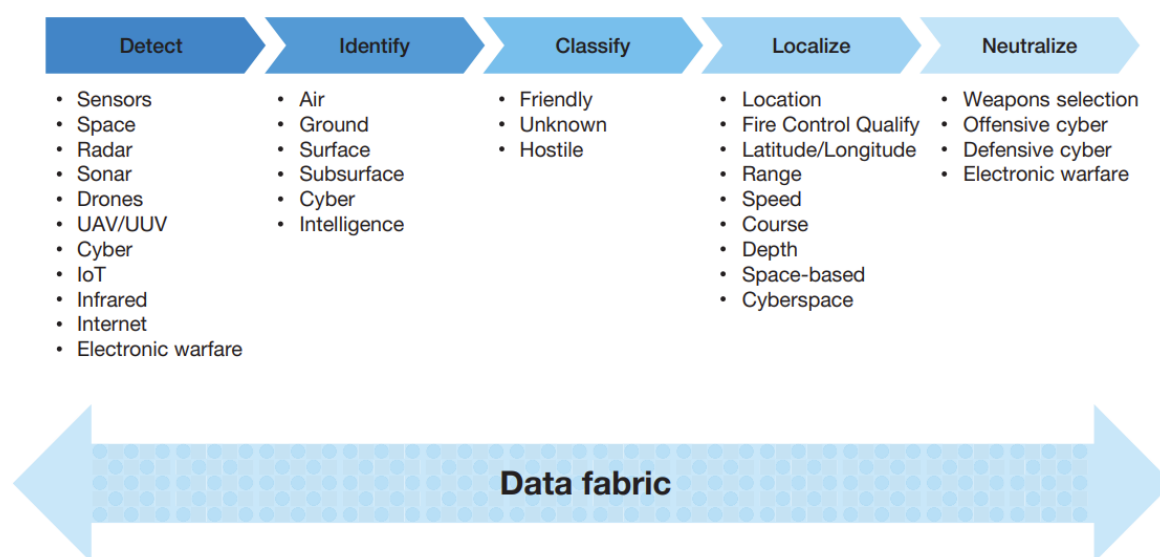 Detect
Identify
Classify
Localize
Neutralize
• Sensors
• Space
• Radar
• Sonar
• Drones
• UAV/UUV
• Cyber
• IoT
• Infrared
• Internet
• Electronic warfare
• Air
• Ground
• Surface
• Subsurface
• Cyber
• Intelligence
• Friendly
• Unknown
• Hostile
• Location
• Fire Control Qualify
• Latitude/Longitude
• Range
• Speed
• Course
• Depth
• Space-based
• Cyberspace
• Weapons selection
• Offensive cyber
• Defensive cyber
• Electronic warfare
Data fabric